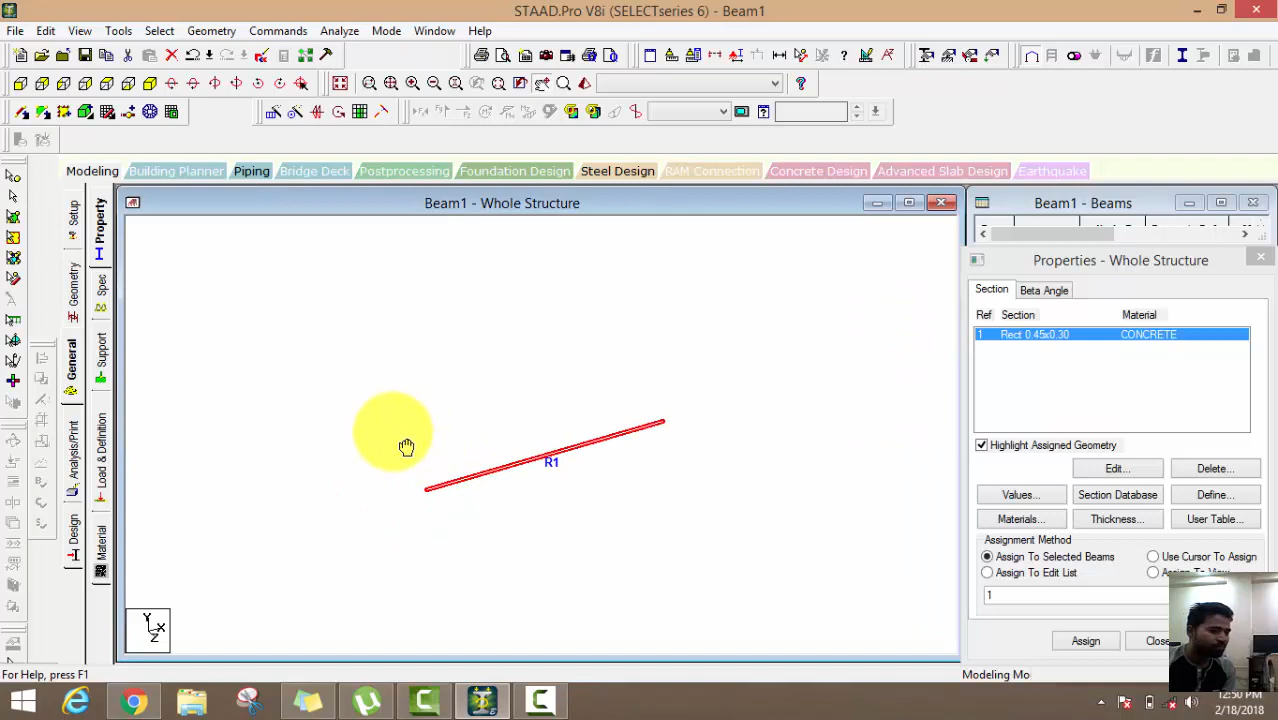 STAAD.Pro V8i (SELECTseries 6) - Beam1
File Edit View Tools Select Geometry Commands Analyze Mode Window Help
Modeling Building Planner Piping Bridge Deck Postprocessing Foundation Design Steel Design RAM Connection Concrete Design Advanced Slab Design Earthquake
Setup
Geometry
General
Analysis/Print
Design
Property
Spec
Support
Load & Definition
Material
Beam1 - Whole Structure
R1
Y
X
Z
Beam1 - Beams
Properties - Whole Structure
Section Beta Angle
Ref Section Material
1 Rect 0.45x0.30 CONCRETE
Highlight Assigned Geometry
Edit... Delete...
Values... Section Database Define...
Materials... Thickness... User Table...
Assignment Method
Assign To Selected Beams Use Cursor To Assign
Assign To Edit List
1
Assign
For Help, press F1
Modeling Mo
12:50 PM
2/18/2018